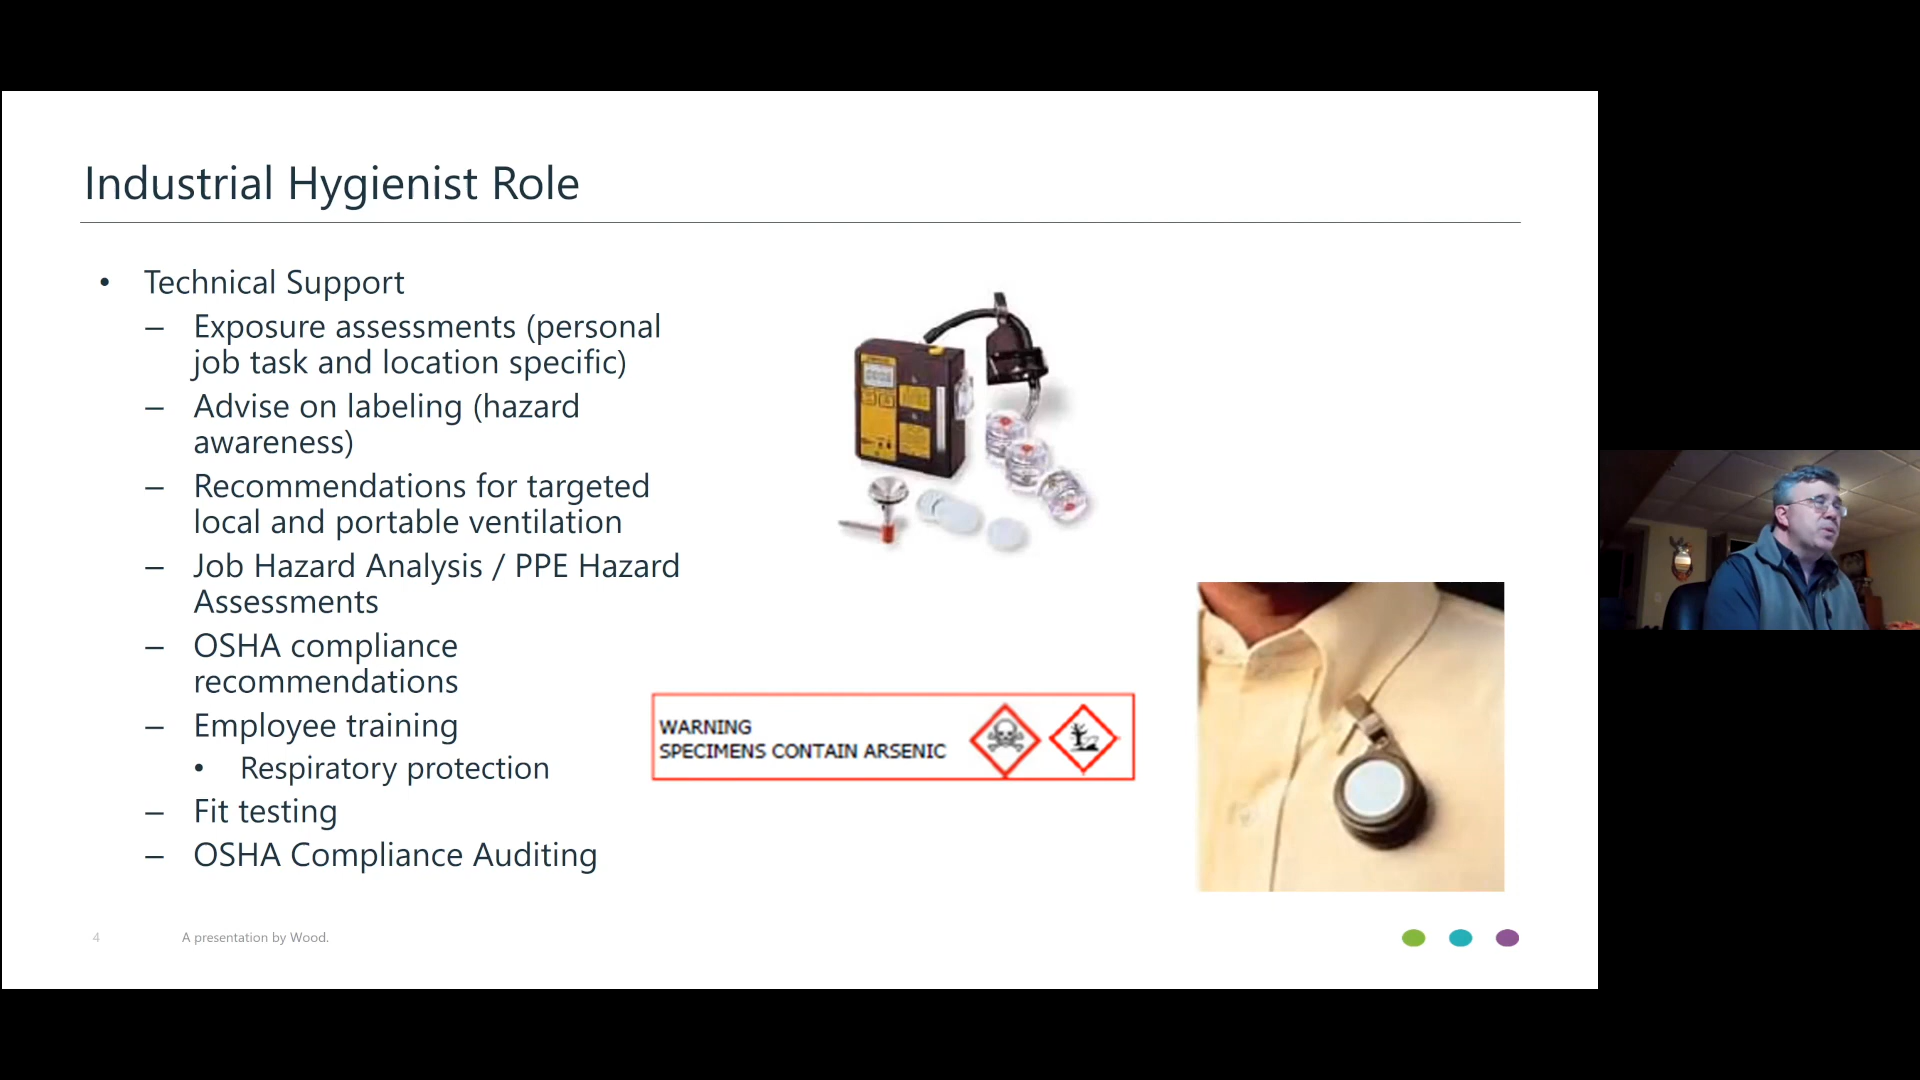 Industrial Hygienist Role
• Technical Support
– Exposure assessments (personal
job task and location specific)
– Advise on labeling (hazard
awareness)
– Recommendations for targeted
local and portable ventilation
– Job Hazard Analysis / PPE Hazard
Assessments
– OSHA compliance
recommendations
– Employee training
• Respiratory protection
– Fit testing
– OSHA Compliance Auditing
WARNING
SPECIMENS CONTAIN ARSENIC
4
A presentation by Wood.